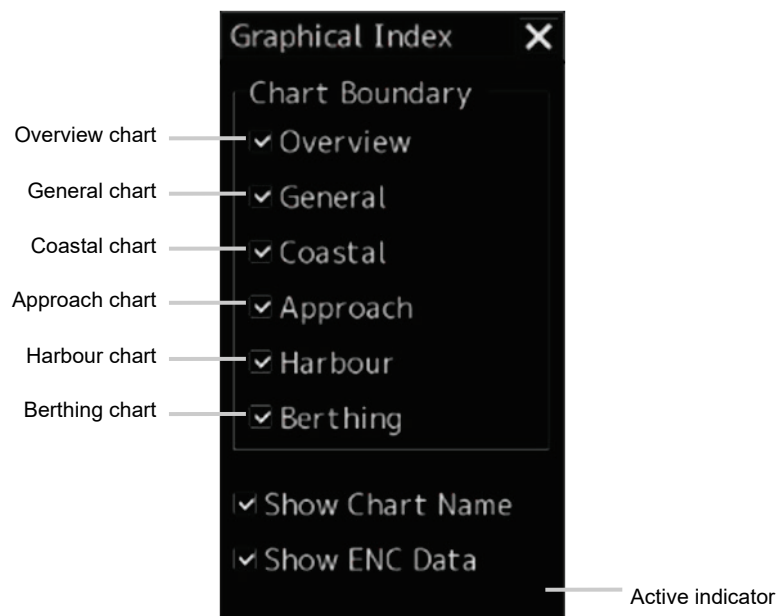 Graphical Index
Chart Boundary
Overview chart
Overview
General chart
General
Coastal chart
Coastal
Approach chart
Approach
Harbour chart
Harbour
Berthing chart
Berthing
Show Chart Name
Show ENC Data
Active indicator